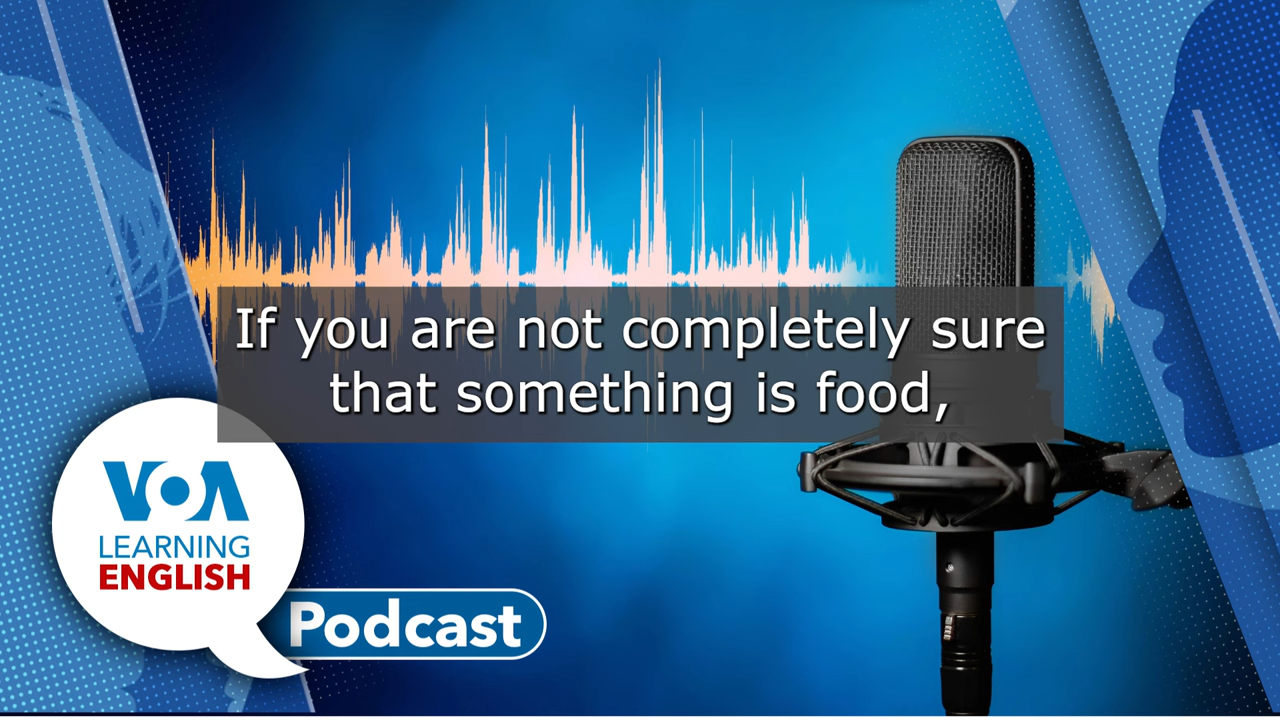 If you are not completely sure
that something is food,
VOA
LEARNING
ENGLISH
Podcast